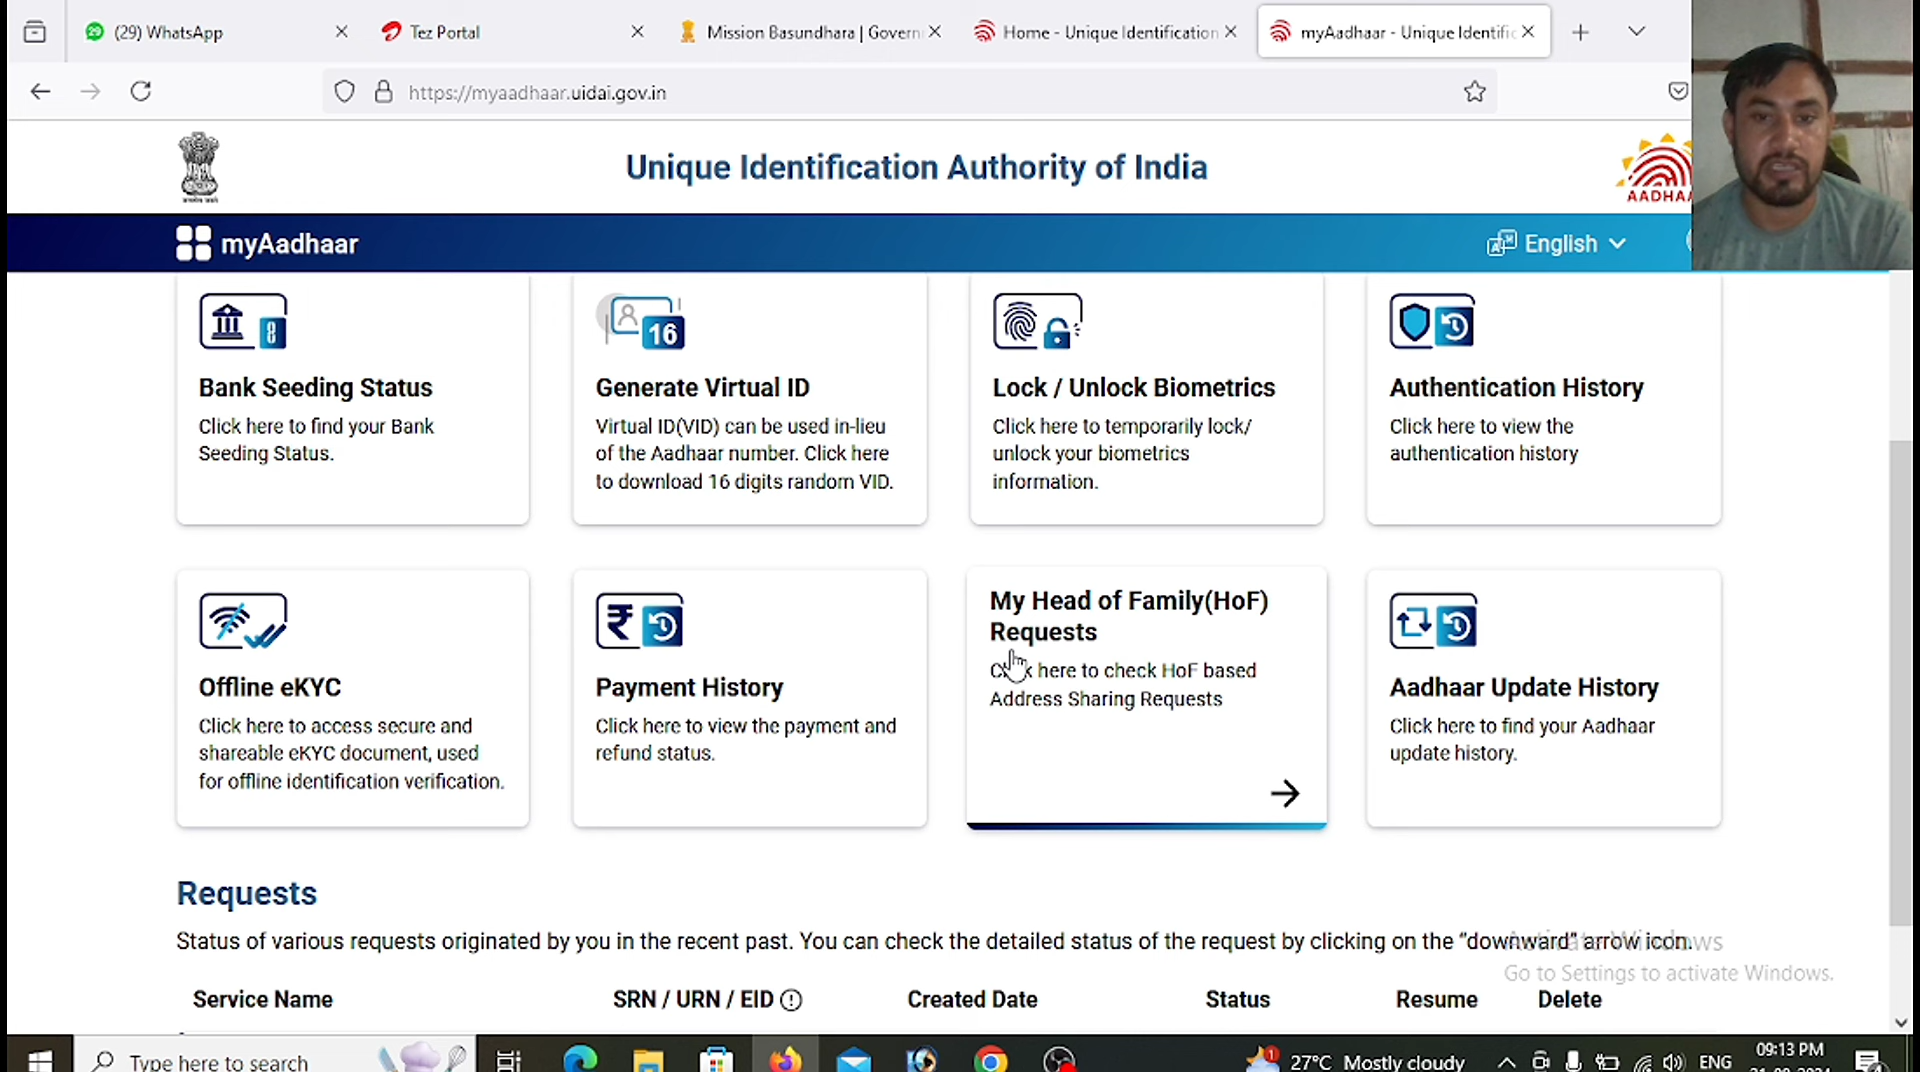 (29) WhatsApp
Tez Portal
Mission Basundhara | Govern
Home - Unique Identification
myAadhaar - Unique Identific
https://myaadhaar.uidai.gov.in
Unique Identification Authority of India
AADHAA
myAadhaar
English
8
16
Bank Seeding Status
Click here to find your Bank
Seeding Status.
Generate Virtual ID
Virtual ID(VID) can be used in-lieu
of the Aadhaar number. Click here
to download 16 digits random VID.
Lock / Unlock Biometrics
Click here to temporarily lock/
unlock your biometrics
information.
Authentication History
Click here to view the
authentication history
Offline eKYC
Click here to access secure and
shareable eKYC document, used
for offline identification verification.
₹
Payment History
Click here to view the payment and
refund status.
My Head of Family(HoF)
Requests
Click here to check HoF based
Address Sharing Requests
Aadhaar Update History
Click here to find your Aadhaar
update history.
Requests
Status of various requests originated by you in the recent past. You can check the detailed status of the request by clicking on the “downward” arrow icon.
Activate Windows
Go to Settings to activate Windows.
Service Name
SRN / URN / EID
Created Date
Status
Resume
Delete
Type here to search
1
27°C Mostly cloudy
ENG
09:13 PM